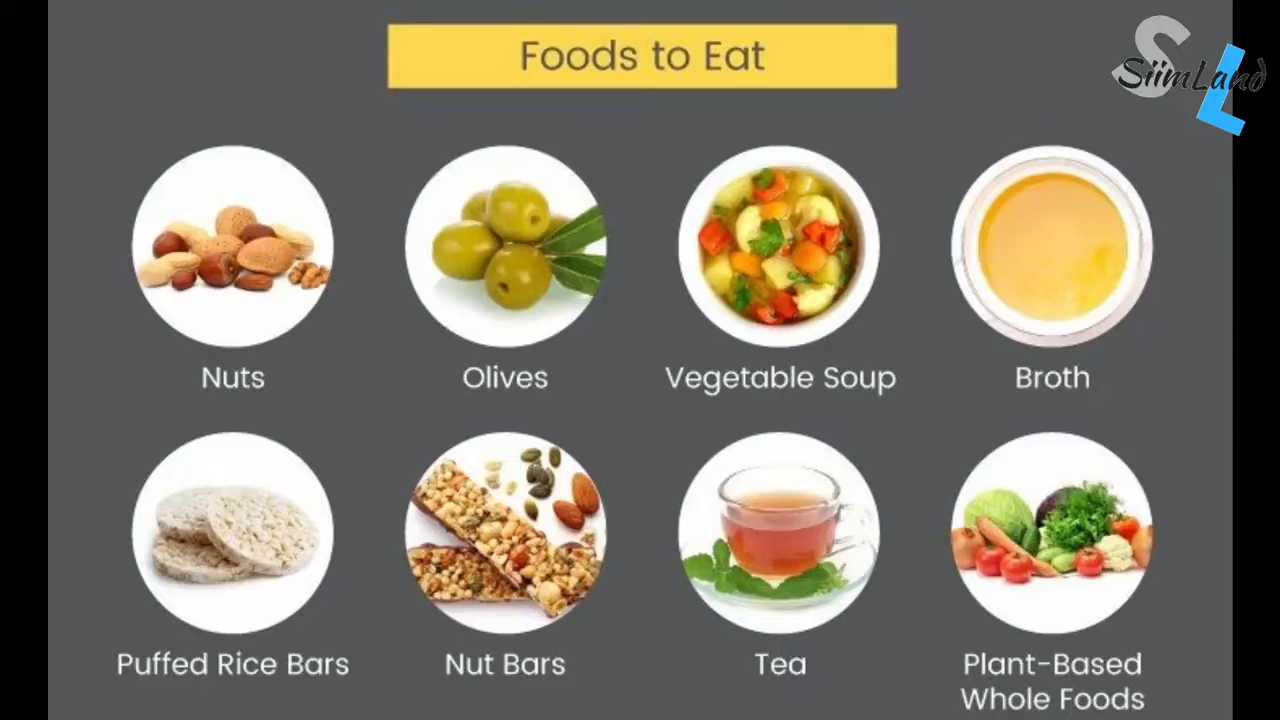 Foods to Eat
SiimLand
SL
Nuts
Olives
Vegetable Soup
Broth
Puffed Rice Bars
Nut Bars
Tea
Plant-Based
Whole Foods